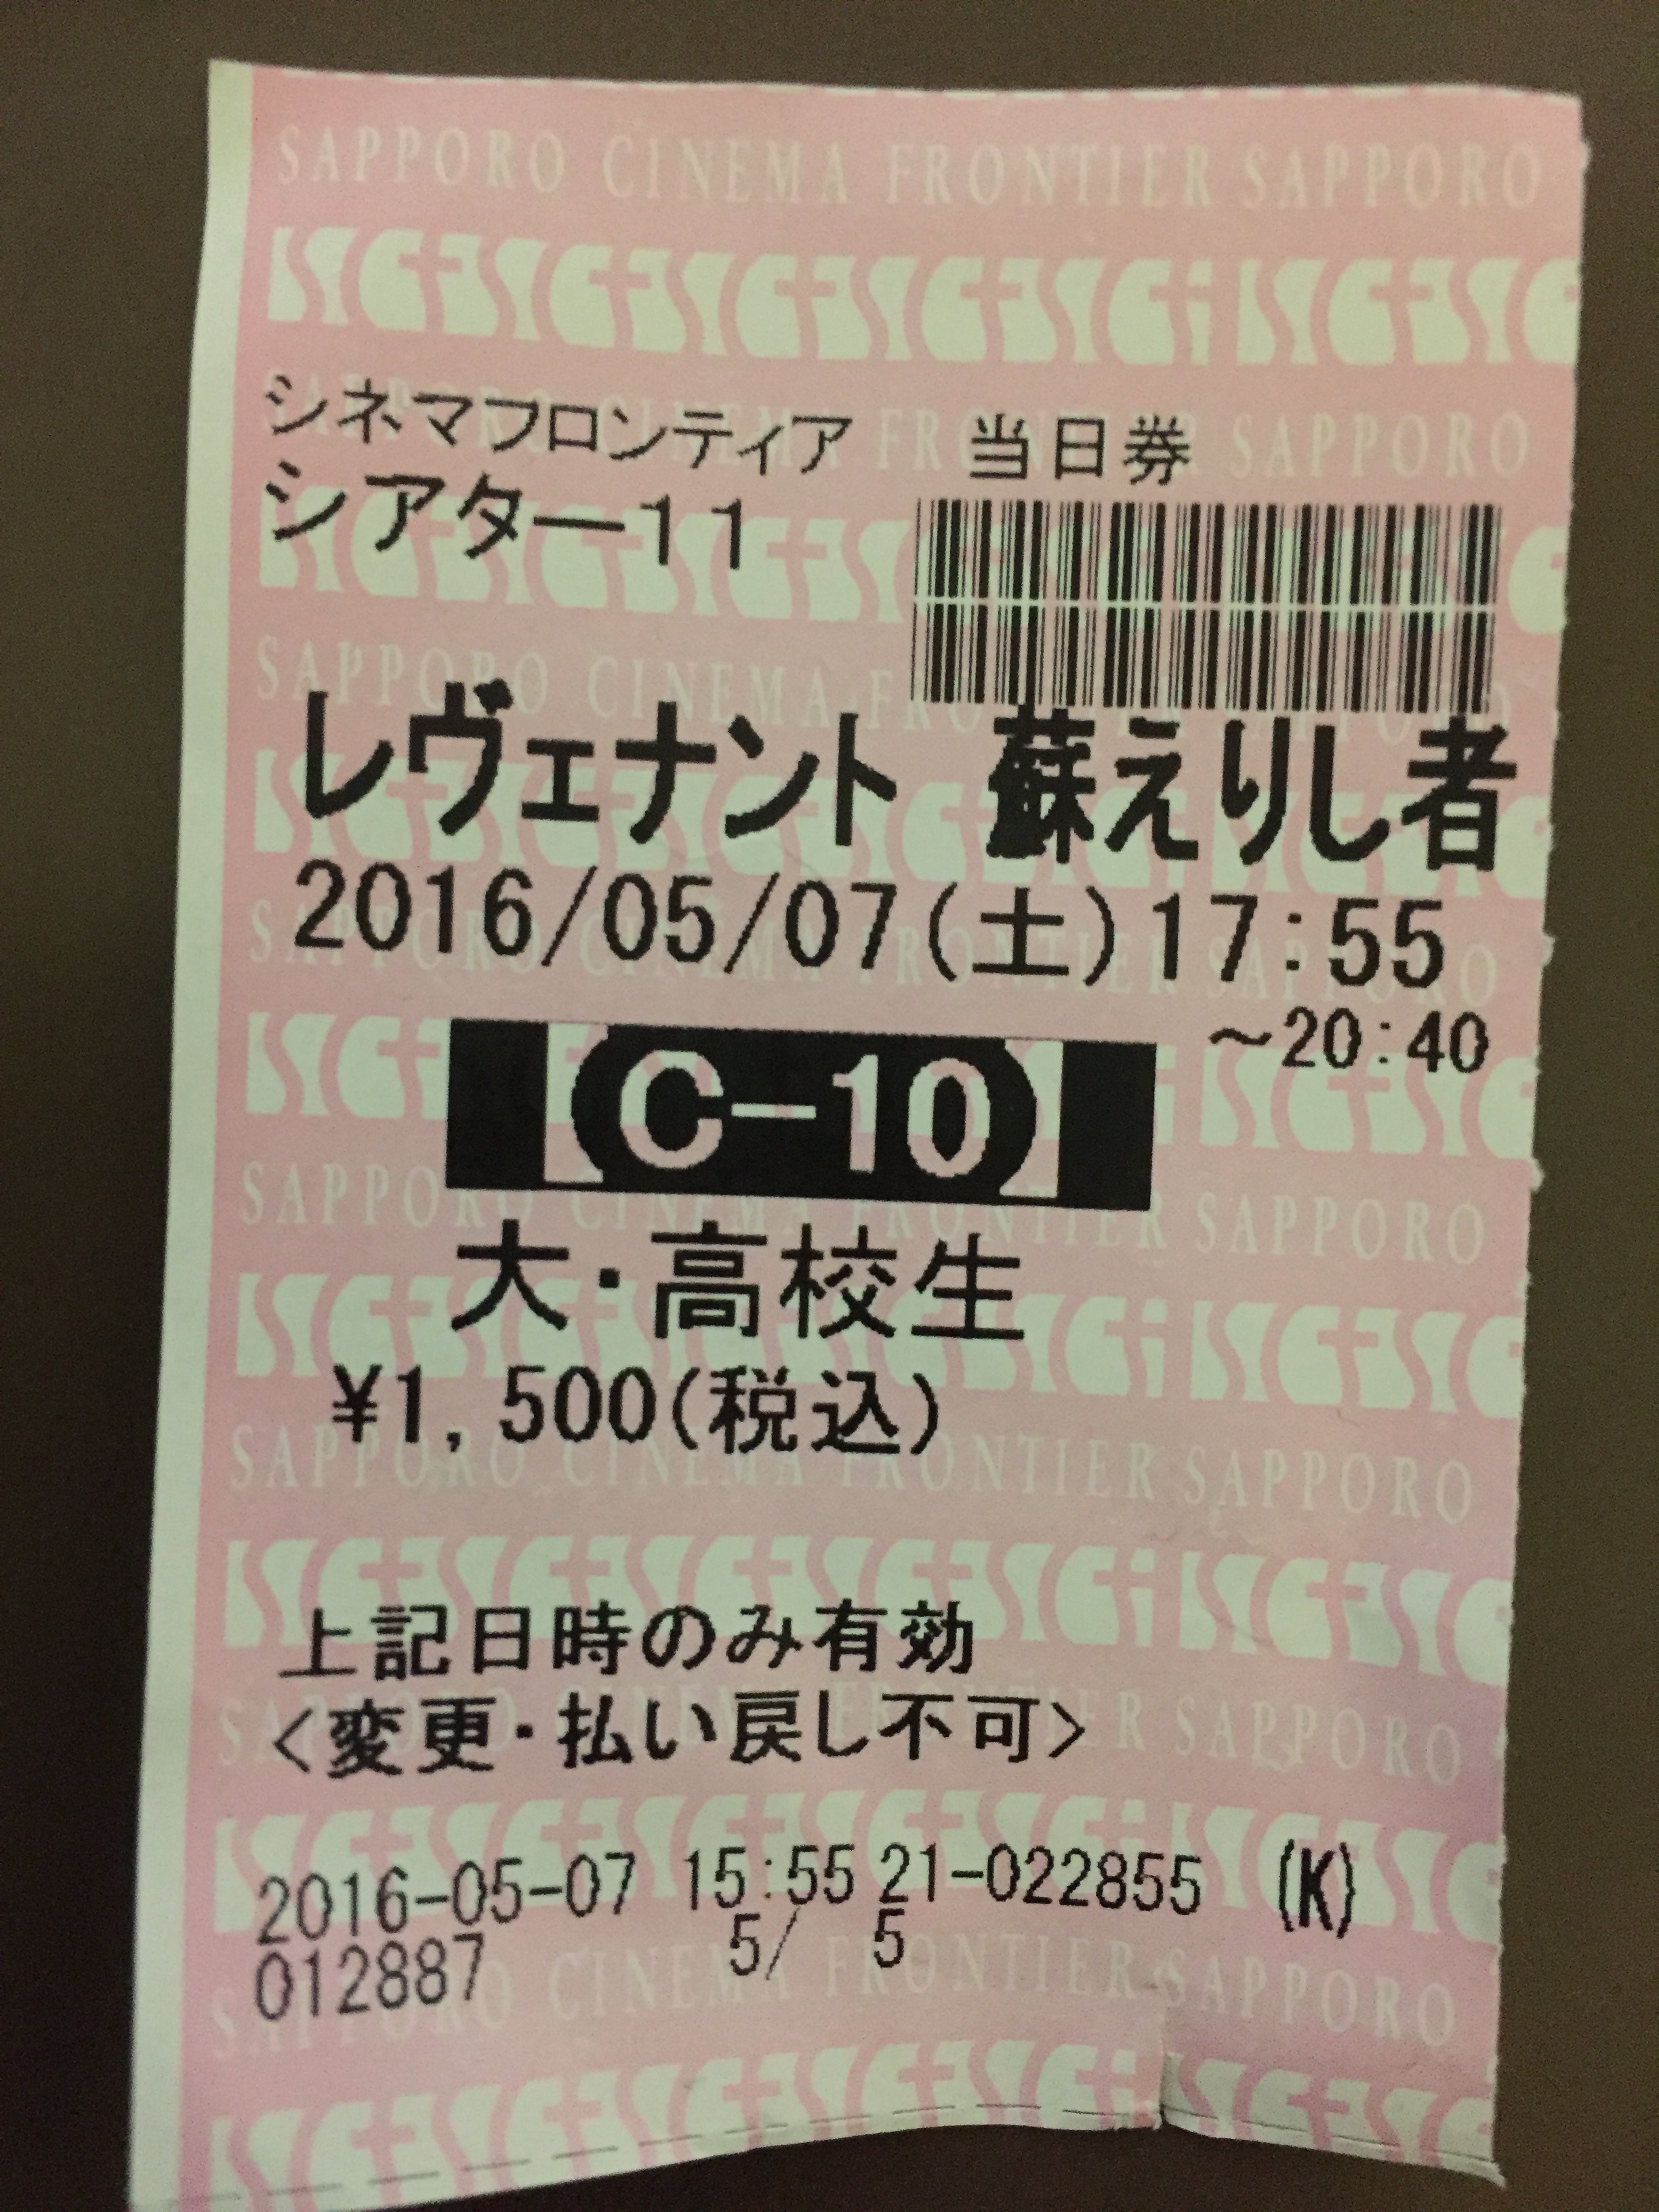 SAPPORO CINEMA FRONTIER SAPPORO
シネマフロンティア 当日券
シアター11
レヴェナント 蘇えりし者
2016/05/07(土)17:55
～20:40
【C-10】
大・高校生
¥1,500(税込)
SAPPORO CINEMA FRONTIER SAPPORO
上記日時のみ有効
<変更・払い戻し不可>
2016-05-07 15:55 21-022855 (K)
012887 5/ 5